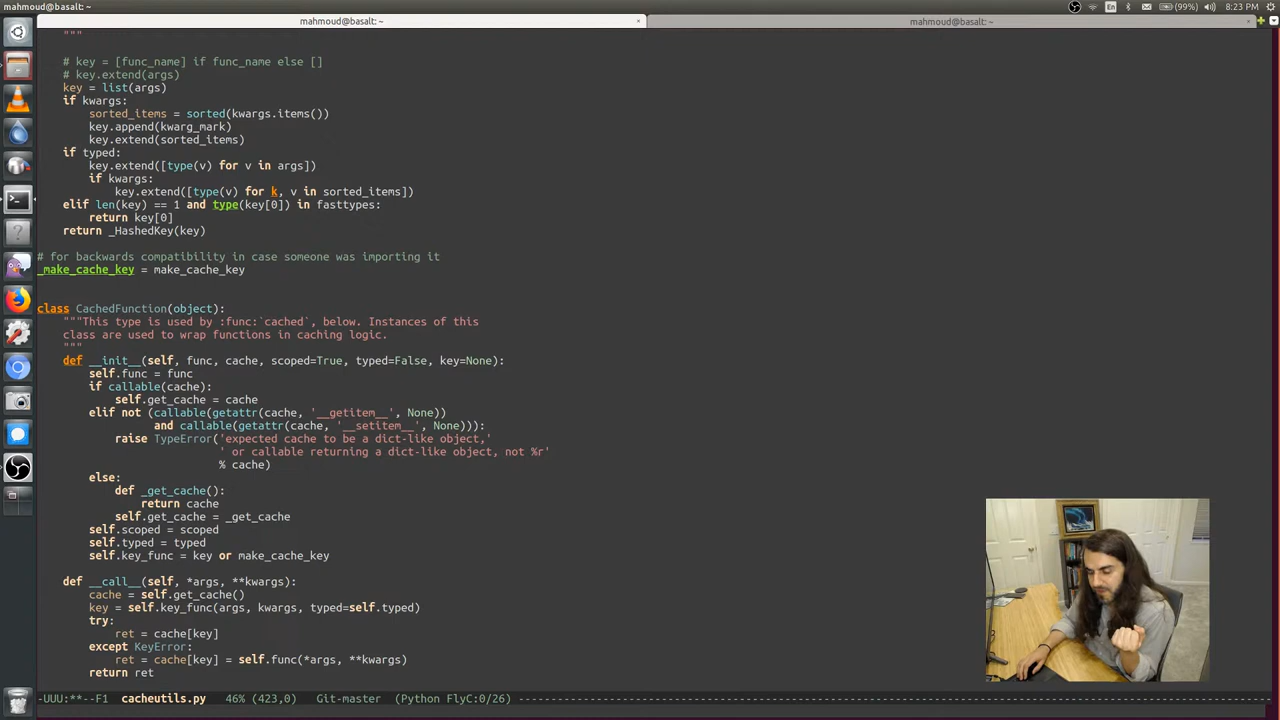 mahmoud@basalt: ~
En
(99%)
8:23 PM
mahmoud@basalt: ~
×
mahmoud@basalt: ~
×
"""
# key = [func_name] if func_name else []
# key.extend(args)
key = list(args)
if kwargs:
sorted_items = sorted(kwargs.items())
key.append(kwarg_mark)
key.extend(sorted_items)
if typed:
key.extend([type(v) for v in args])
if kwargs:
key.extend([type(v) for k, v in sorted_items])
elif len(key) == 1 and type(key[0]) in fasttypes:
return key[0]
return _HashedKey(key)
# for backwards compatibility in case someone was importing it
_make_cache_key = make_cache_key
class CachedFunction(object):
"""This type is used by :func:`cached`, below. Instances of this
class are used to wrap functions in caching logic.
"""
def __init__(self, func, cache, scoped=True, typed=False, key=None):
self.func = func
if callable(cache):
self.get_cache = cache
elif not (callable(getattr(cache, '__getitem__', None))
and callable(getattr(cache, '__setitem__', None))):
raise TypeError('expected cache to be a dict-like object,'
' or callable returning a dict-like object, not %r'
% cache)
else:
def _get_cache():
return cache
self.get_cache = _get_cache
self.scoped = scoped
self.typed = typed
self.key_func = key or make_cache_key
def __call__(self, *args, **kwargs):
cache = self.get_cache()
key = self.key_func(args, kwargs, typed=self.typed)
try:
ret = cache[key]
except KeyError:
ret = cache[key] = self.func(*args, **kwargs)
return ret
-UUU:**--F1 cacheutils.py 46% (423,0) Git-master (Python FlyC:0/26)